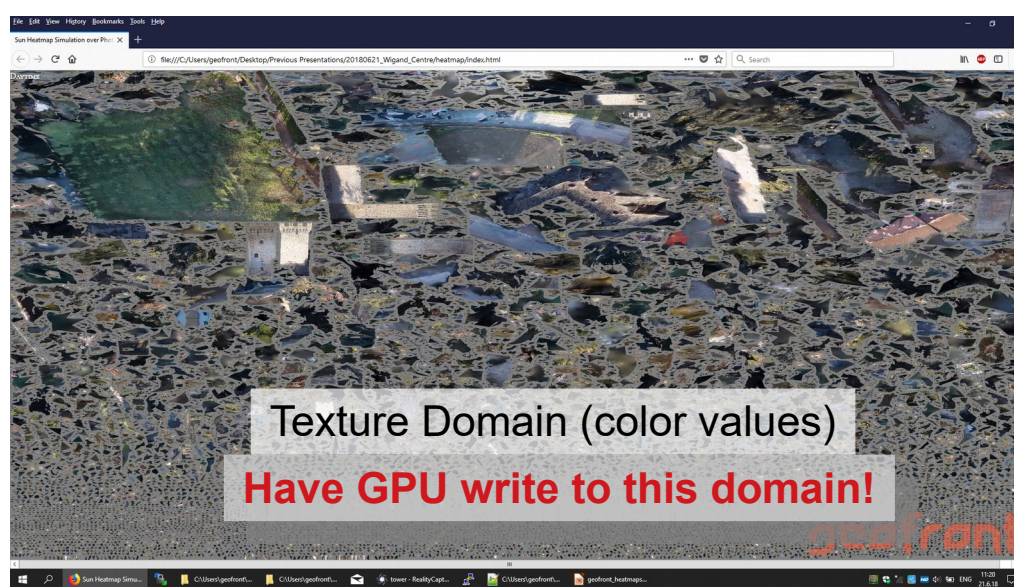 File Edit View History Bookmarks Tools Help
Sun Heatmap Simulation over Phot
file:///C:/Users/geofront/Desktop/Previous Presentations/20180621_Wigand_Centre/heatmap/index.html
Search
Daytime
Texture Domain (color values)
Have GPU write to this domain!
geofront
Sun Heatmap Simu... C:\Users\geofront\... C:\Users\geofront\... tower - RealityCapt... C:\Users\geofront\... geofront_heatmaps... ENG 11:20
21.6.18